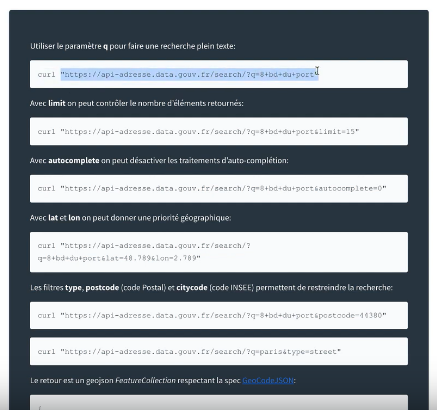 Utiliser le paramètre q pour faire une recherche plein texte:
curl "https://api-adresse.data.gouv.fr/search/?q=8+bd+du+port"
Avec limit on peut contrôler le nombre d'éléments retournés:
curl "https://api-adresse.data.gouv.fr/search/?q=8+bd+du+port&limit=15"
Avec autocomplete on peut désactiver les traitements d'auto-complétion:
curl "https://api-adresse.data.gouv.fr/search/?q=8+bd+du+port&autocomplete=0"
Avec lat et lon on peut donner une priorité géographique:
curl "https://api-adresse.data.gouv.fr/search/?
q=8+bd+du+port&lat=48.789&lon=2.789"
Les filtres type, postcode (code Postal) et citycode (code INSEE) permettent de restreindre la recherche:
curl "https://api-adresse.data.gouv.fr/search/?q=8+bd+du+port&postcode=44380"
curl "https://api-adresse.data.gouv.fr/search/?q=paris&type=street"
Le retour est un geojson FeatureCollection respectant la spec GeoCodeJSON: